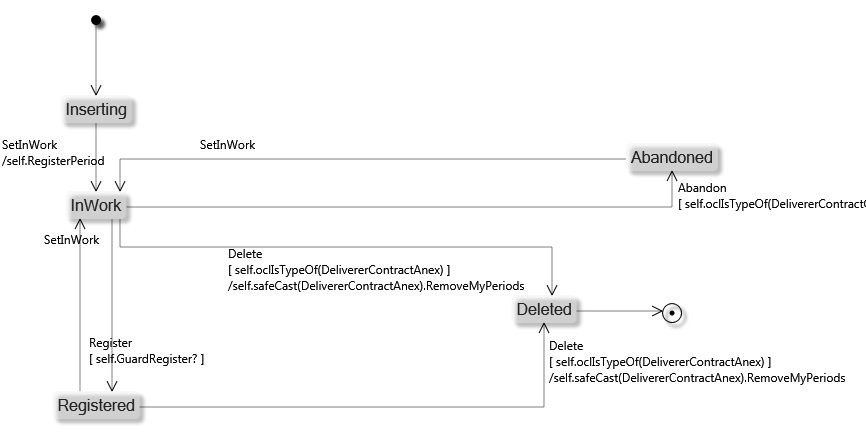 Inserting
SetInWork
/self.RegisterPeriod
SetInWork
Abandoned
Abandon
[ self.oclIsTypeOf(DelivererContract
InWork
SetInWork
Delete
[ self.oclIsTypeOf(DelivererContractAnex) ]
/self.safeCast(DelivererContractAnex).RemoveMyPeriods
Deleted
Register
[ self.GuardRegister? ]
Delete
[ self.oclIsTypeOf(DelivererContractAnex) ]
/self.safeCast(DelivererContractAnex).RemoveMyPeriods
Registered